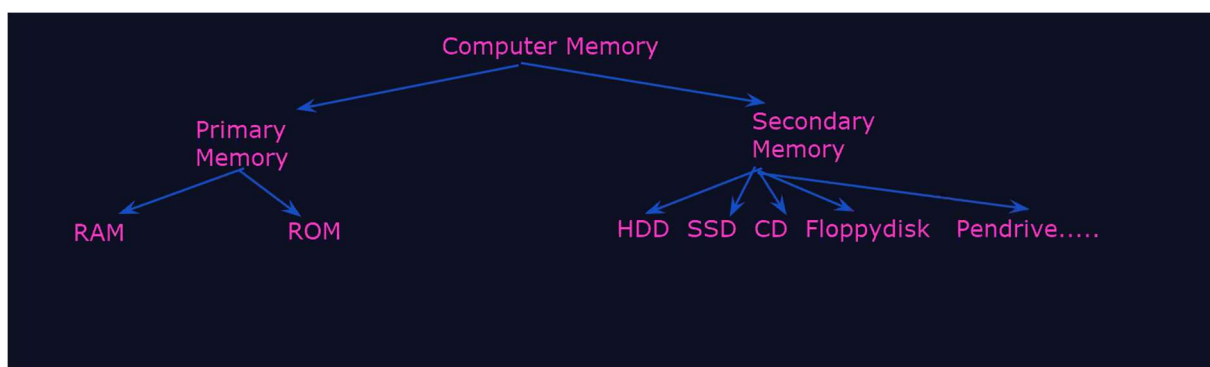 Computer Memory
Primary
Memory
Secondary
Memory
RAM
ROM
HDD SSD CD Floppydisk Pendrive.....